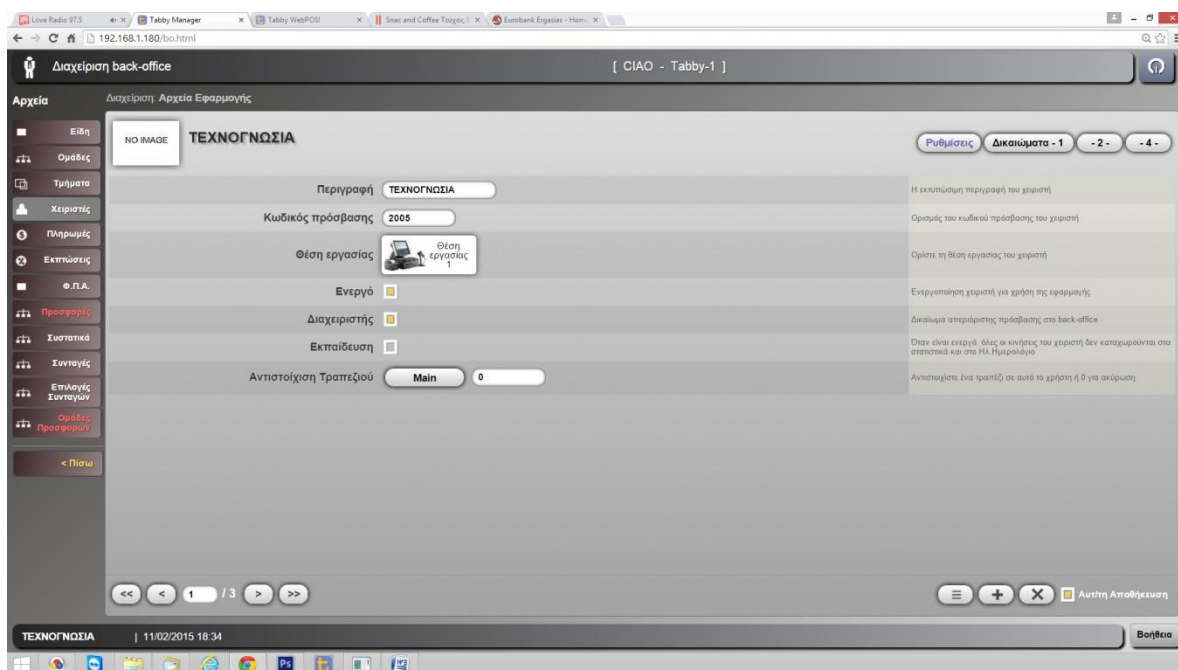 Love Radio 97.5
Tabby Manager
Tabby WebPOS!
Snac and Coffee
Eurobank Ergasias - Home
192.168.1.180/bo.html
Διαχείριση back-office
[ CIAO - Tabby-1 ]
Αρχεία
Διαχείριση: Αρχεία Εφαρμογής
Είδη
Ομάδες
Τμήματα
Χειριστές
Πληρωμές
Εκπτώσεις
Φ.Π.Α.
Προσφορές
Συστατικά
Συνταγές
Επιλογές
Συνταγών
Ομάδες
Προσφορών
< Πίσω
NO IMAGE
ΤΕΧΝΟΓΝΩΣΙΑ
Ρυθμίσεις
Δικαιώματα - 1
- 2 -
- 4 -
Περιγραφή ΤΕΧΝΟΓΝΩΣΙΑ
Η εκτυπώσιμη περιγραφή του χειριστή
Κωδικός πρόσβασης 2005
Ορισμός του κωδικού πρόσβασης του χειριστή
Θέση εργασίας
Θέση
εργασίας
1
Ορίστε τη θέση εργασίας του χειριστή
Ενεργό
Ενεργοποίηση χειριστή για χρήση της εφαρμογής
Διαχειριστής
Δικαίωμα απεριόριστης πρόσβασης στο back-office
Εκπαίδευση
Όταν είναι ενεργό, όλες οι κινήσεις του χειριστή δεν καταχωρούνται στα
στατιστικά και στο Ηλ.Ημερολόγιο
Αντιστοίχιση Τραπεζιού Main 0
Αντιστοιχίστε ένα τραπέζι σε αυτό το χρήστη ή 0 για ακύρωση
<< < 1 / 3 > >>
Αυτ/τη Αποθήκευση
ΤΕΧΝΟΓΝΩΣΙΑ | 11/02/2015 18:34
Βοήθεια
Ps